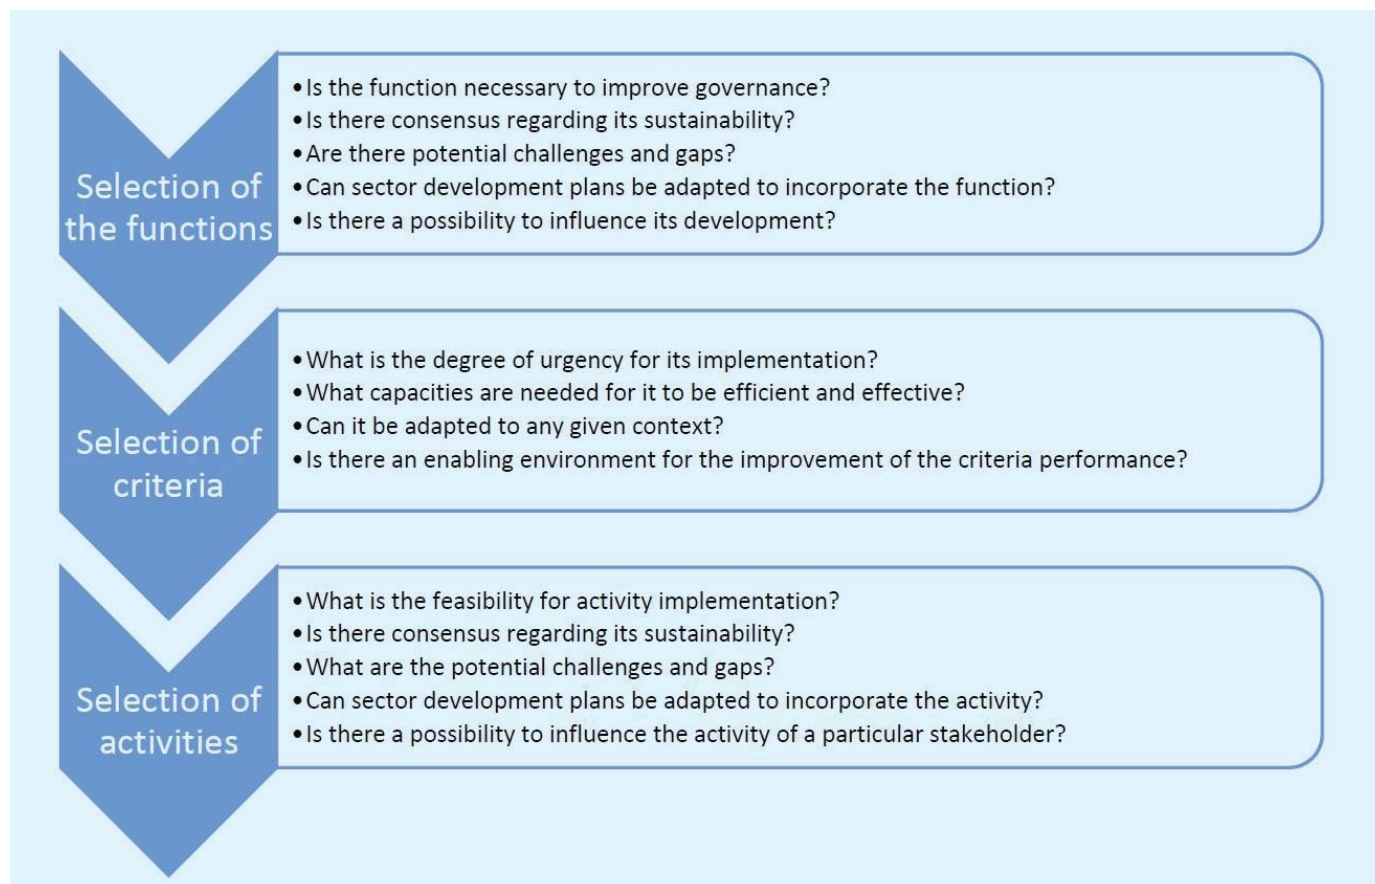 Selection of
the functions
•Is the function necessary to improve governance?
•Is there consensus regarding its sustainability?
•Are there potential challenges and gaps?
•Can sector development plans be adapted to incorporate the function?
•Is there a possibility to influence its development?
Selection of
criteria
•What is the degree of urgency for its implementation?
•What capacities are needed for it to be efficient and effective?
•Can it be adapted to any given context?
•Is there an enabling environment for the improvement of the criteria performance?
Selection of
activities
•What is the feasibility for activity implementation?
•Is there consensus regarding its sustainability?
•What are the potential challenges and gaps?
•Can sector development plans be adapted to incorporate the activity?
•Is there a possibility to influence the activity of a particular stakeholder?